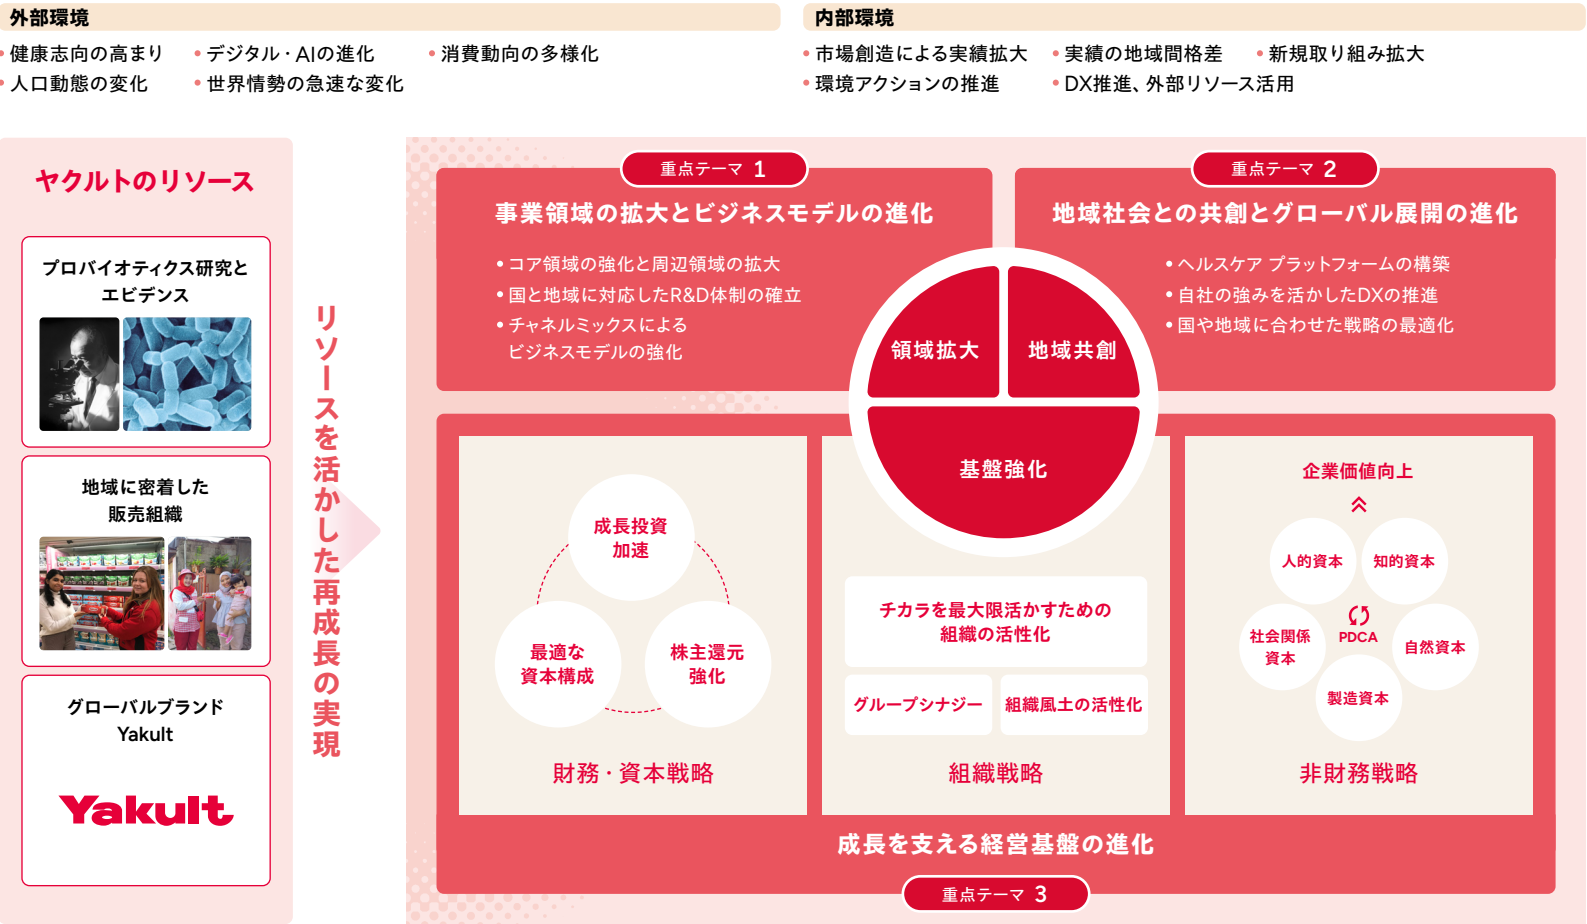 外部環境
• 健康志向の高まり • デジタル・AIの進化 • 消費動向の多様化
• 人口動態の変化 • 世界情勢の急速な変化
内部環境
• 市場創造による実績拡大 • 実績の地域間格差 • 新規取り組み拡大
• 環境アクションの推進 • DX推進、外部リソース活用
ヤクルトのリソース
プロバイオティクス研究と
エビデンス
地域に密着した
販売組織
グローバルブランド
Yakult
Yakult
リソースを活かした再成長の実現
重点テーマ 1
事業領域の拡大とビジネスモデルの進化
• コア領域の強化と周辺領域の拡大
• 国と地域に対応したR&D体制の確立
• チャネルミックスによる
ビジネスモデルの強化
重点テーマ 2
地域社会との共創とグローバル展開の進化
• ヘルスケア プラットフォームの構築
• 自社の強みを活かしたDXの推進
• 国や地域に合わせた戦略の最適化
領域拡大
地域共創
基盤強化
成長投資
加速
最適な
資本構成
株主還元
強化
財務・資本戦略
チカラを最大限活かすための
組織の活性化
グループシナジー
組織風土の活性化
組織戦略
企業価値向上
人的資本
知的資本
社会関係
資本
PDCA
自然資本
製造資本
非財務戦略
成長を支える経営基盤の進化
重点テーマ 3